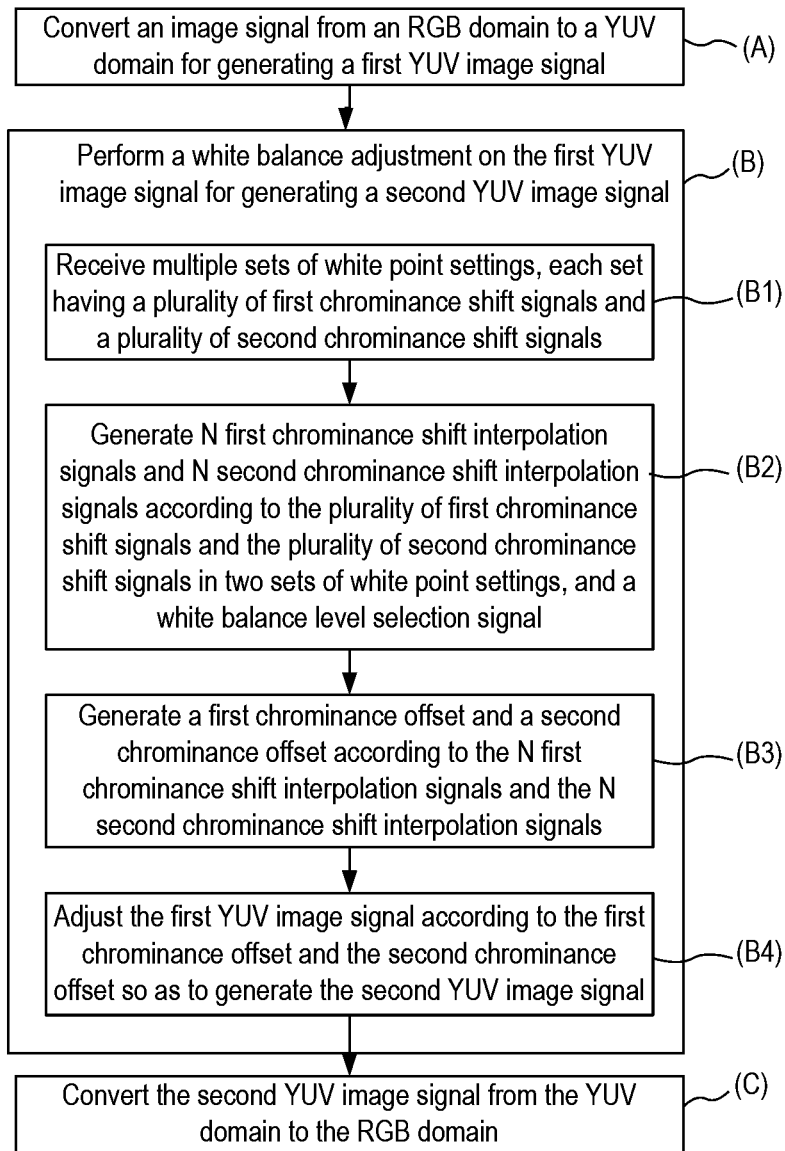 Convert an image signal from an RGB domain to a YUV
domain for generating a first YUV image signal
(A)
Perform a white balance adjustment on the first YUV
image signal for generating a second YUV image signal
(B)
Receive multiple sets of white point settings, each set
having a plurality of first chrominance shift signals and
a plurality of second chrominance shift signals
(B1)
Generate N first chrominance shift interpolation
signals and N second chrominance shift interpolation
signals according to the plurality of first chrominance
shift signals and the plurality of second chrominance
shift signals in two sets of white point settings, and a
white balance level selection signal
(B2)
Generate a first chrominance offset and a second
chrominance offset according to the N first
chrominance shift interpolation signals and the N
second chrominance shift interpolation signals
(B3)
Adjust the first YUV image signal according to the first
chrominance offset and the second chrominance
offset so as to generate the second YUV image signal
(B4)
Convert the second YUV image signal from the YUV
domain to the RGB domain
(C)